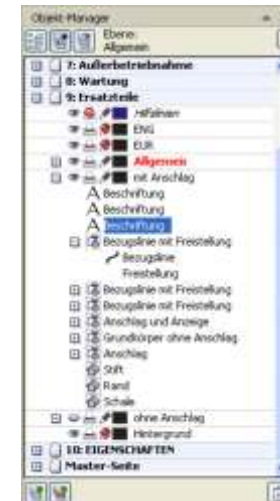 Objekt-Manager
Ebene:
Allgemein
7: Außerbetriebnahme
8: Wartung
9: Ersatzteile
Hilfslinien
ENG
EUR
Allgemein
mit Anschlag
Beschriftung
Beschriftung
Beschriftung
Bezugslinie mit Freistellung
Bezugslinie
Freistellung
Bezugslinie mit Freistellung
Bezugslinie mit Freistellung
Anschlag und Anzeige
Grundkörper ohne Anschlag
Anschlag
Stift
Rand
Schale
ohne Anschlag
Hintergrund
10: EIGENSCHAFTEN
Master-Seite